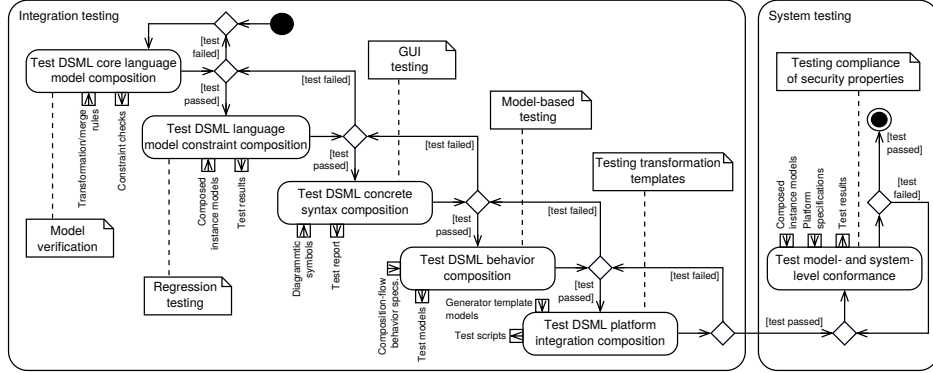 Integration testing
System testing
[test
failed]
Test DSML core language
model composition
[test
passed]
Transformation/merge
rules
Constraint checks
Model
verification
GUI
testing
[test failed]
Test DSML language
model constraint composition
[test
passed]
Composed
instance models
Test results
Regression
testing
Model-based
testing
[test failed]
Test DSML concrete
syntax composition
[test
passed]
Diagrammtic
symbols
Test report
Testing transformation
templates
[test failed]
Test DSML behavior
composition
[test
passed]
Composition-flow
behavior specs.
Test models
Generator template
models
Test scripts
[test failed]
Test DSML platform
integration composition
[test passed]
Testing compliance
of security properties
[test
passed]
[test
failed]
Composed
instance models
Platform
specifications
Test results
Test model- and system-
level conformance